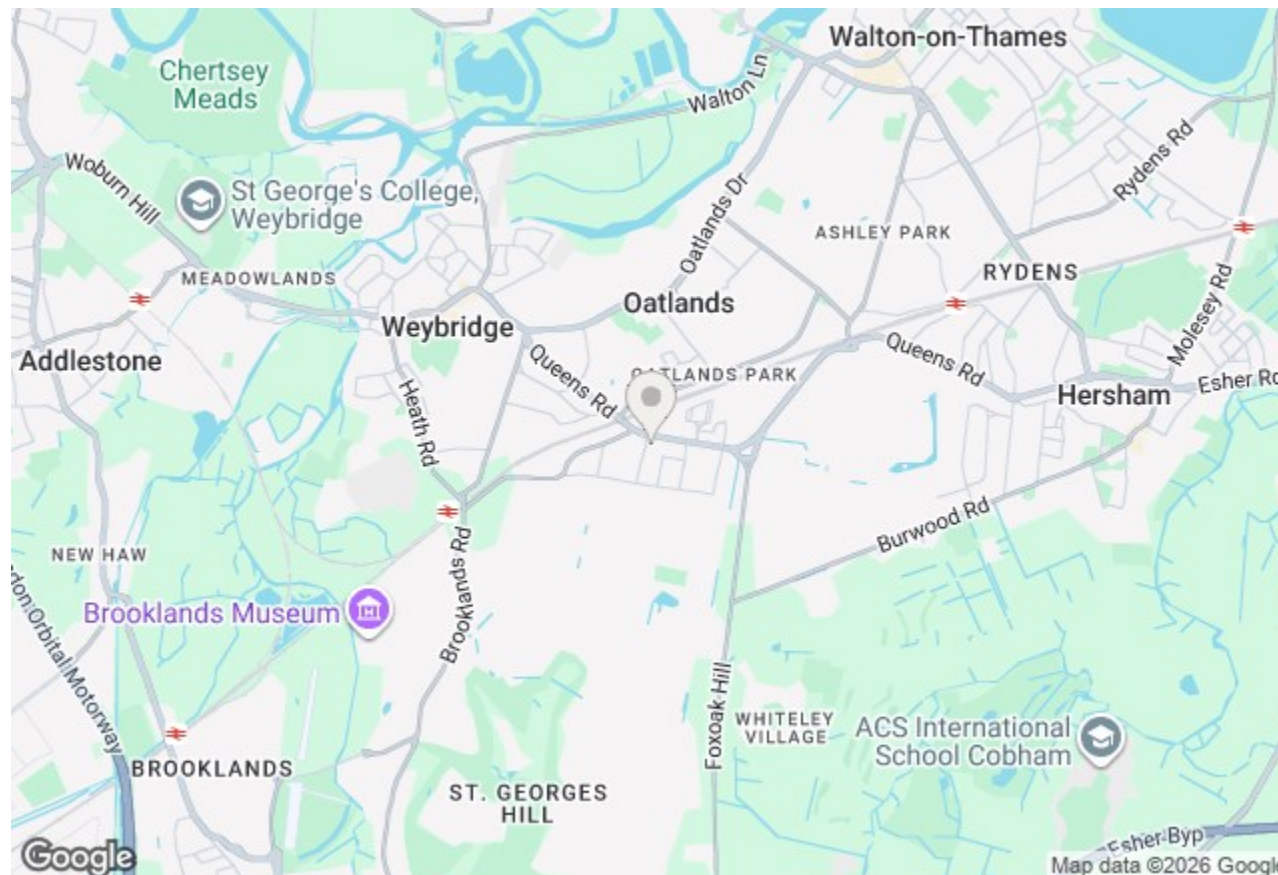 Walton-on-Thames
Chertsey
Meads
Walton Ln
Woburn Hill
St George's College,
Weybridge
Rydens Rd
Oatlands Dr
ASHLEY PARK
MEADOWLANDS
RYDENS
Oatlands
Weybridge
Molesey Rd
Addlestone
Queens Rd
Queens Rd
OATLANDS PARK
Hersham
Esher Rd
Heath Rd
Burwood Rd
NEW HAW
Brooklands Museum
Brooklands Rd
Orbital Motorway
Foxoak Hill
WHITELEY
VILLAGE
ACS International
School Cobham
BROOKLANDS
ST. GEORGES
HILL
Esher Byp
Google
Map data ©2026 Google